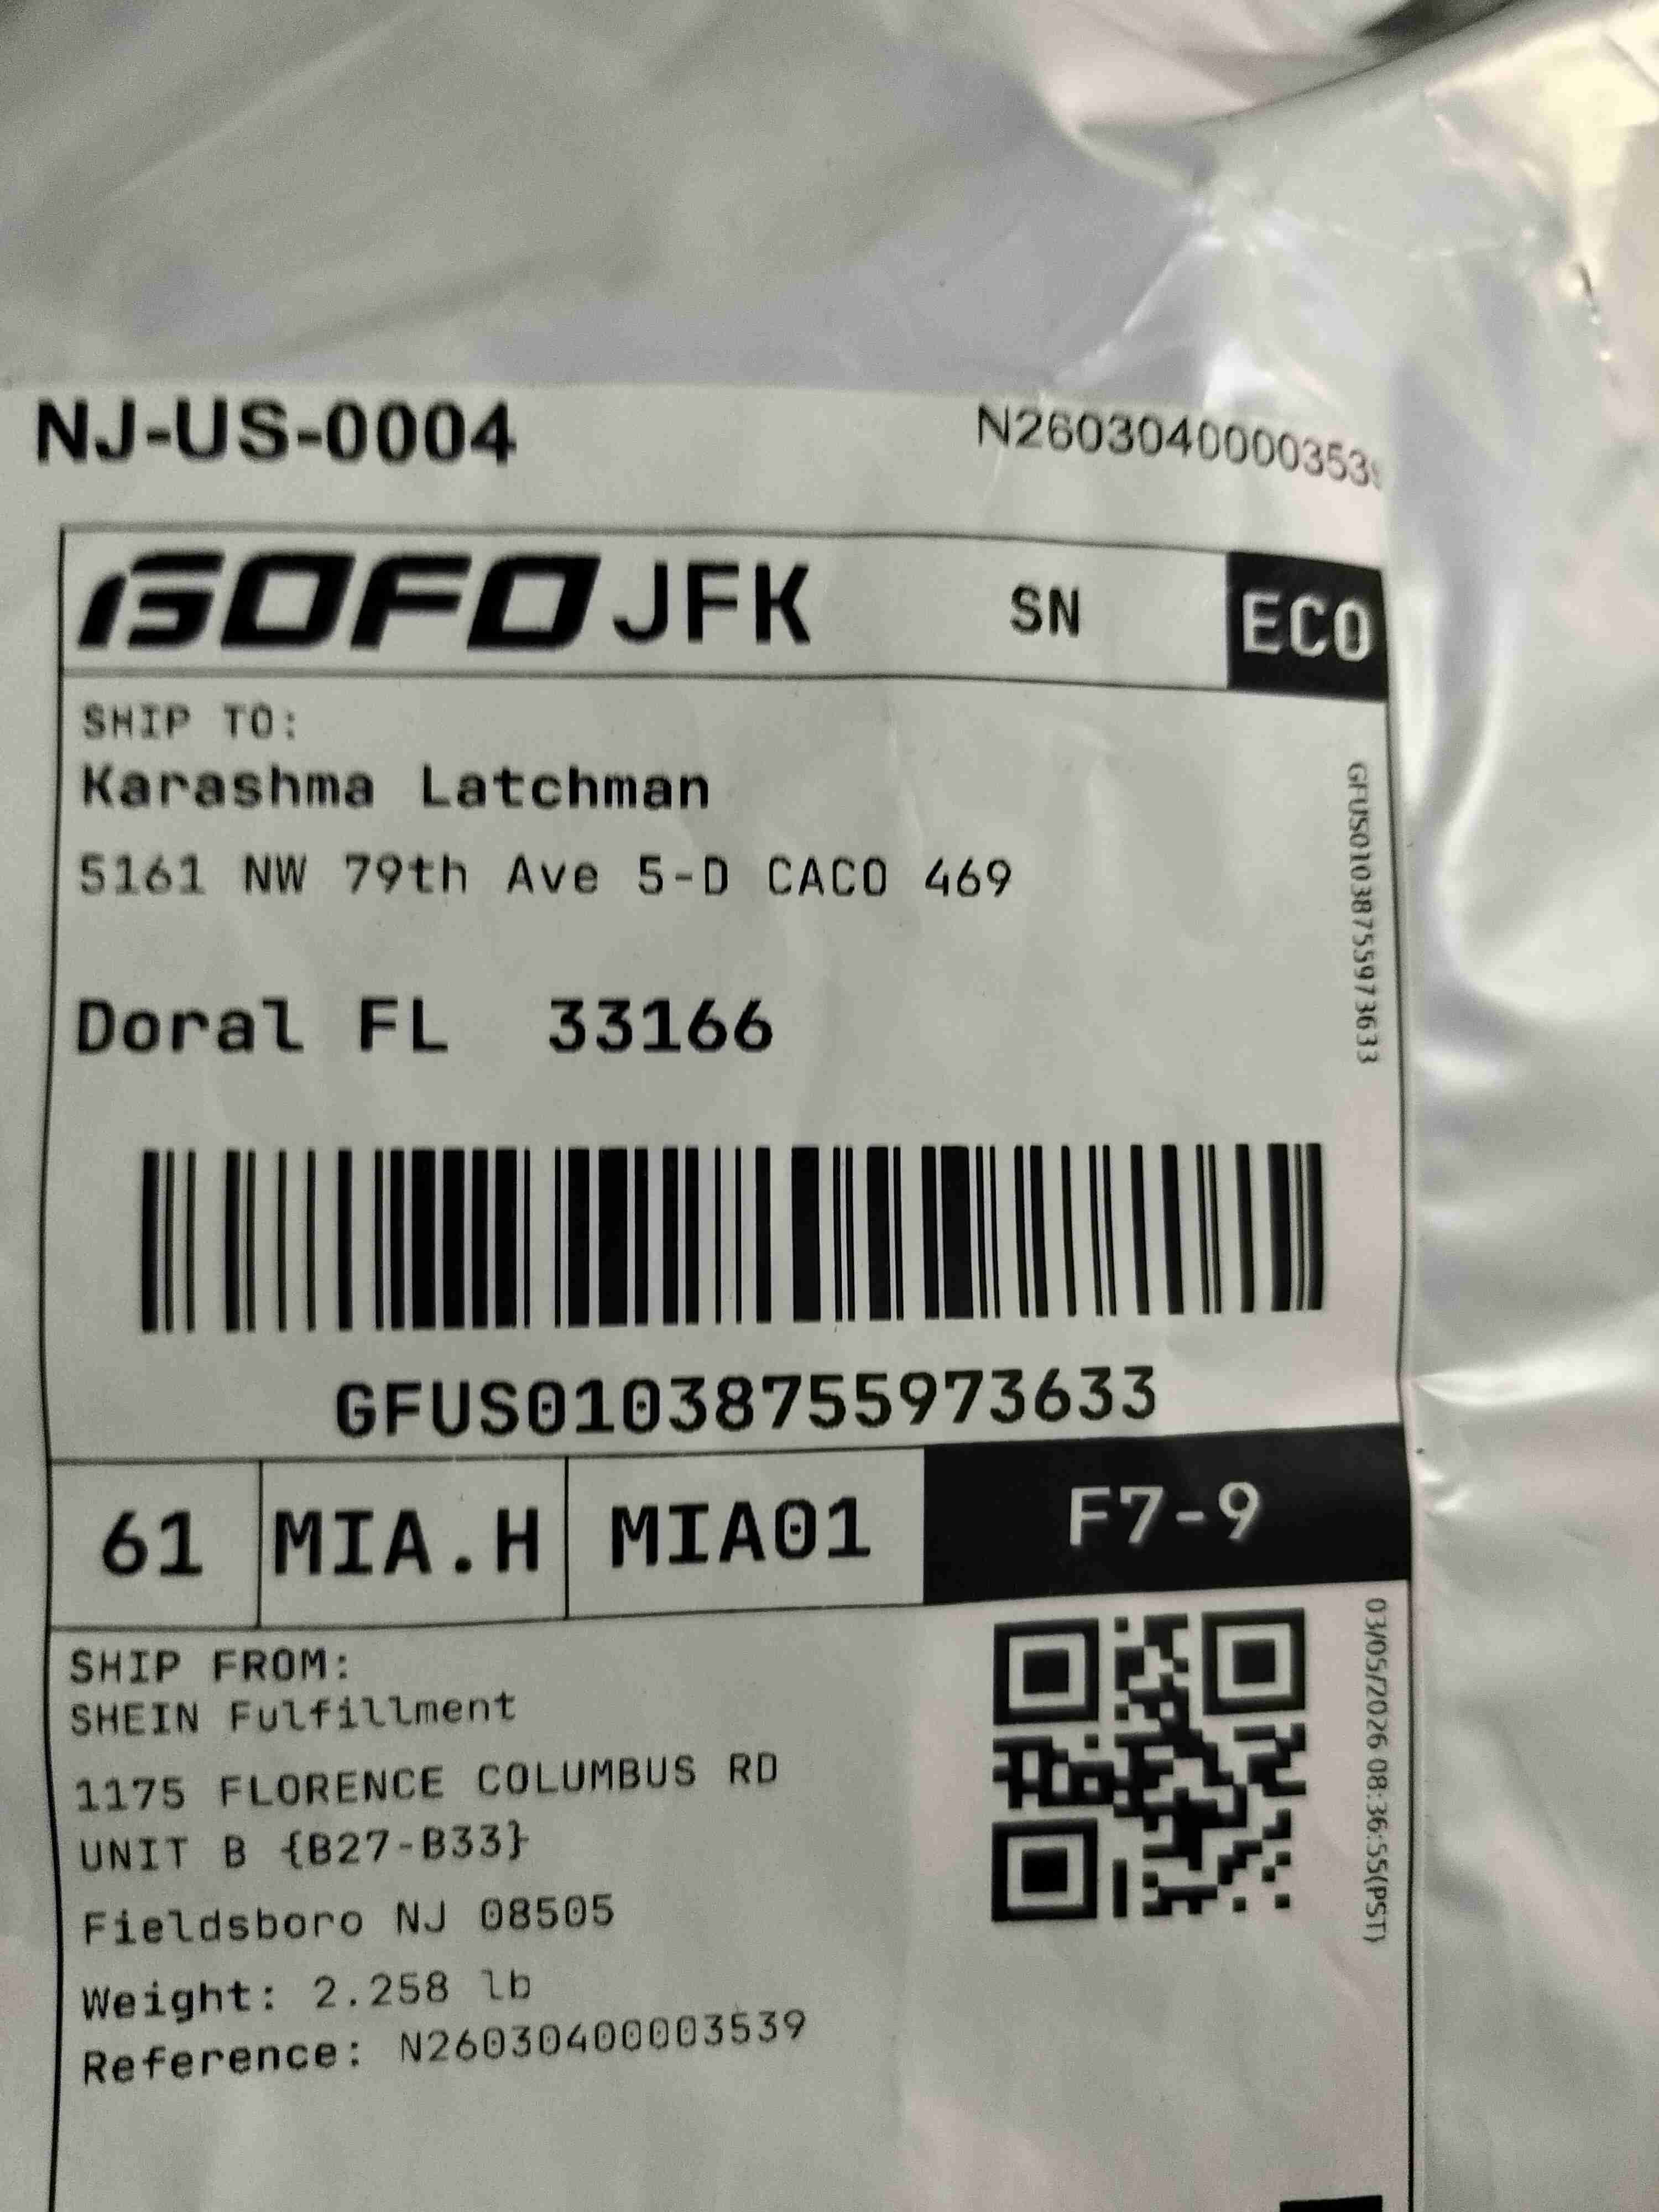 NJ-US-0004
N26030400003539
GOFO JFK SN ECO
SHIP TO:
Karashma Latchman
5161 NW 79th Ave 5-D CACO 469
Doral FL 33166
GFUS01038755973633
GFUS01038755973633
61 MIA.H MIA01 F7-9
SHIP FROM:
SHEIN Fulfillment
1175 FLORENCE COLUMBUS RD
UNIT B {B27-B33}
Fieldsboro NJ 08505
Weight: 2.258 lb
Reference: N26030400003539
03/05/2026 08:36:55(PST)